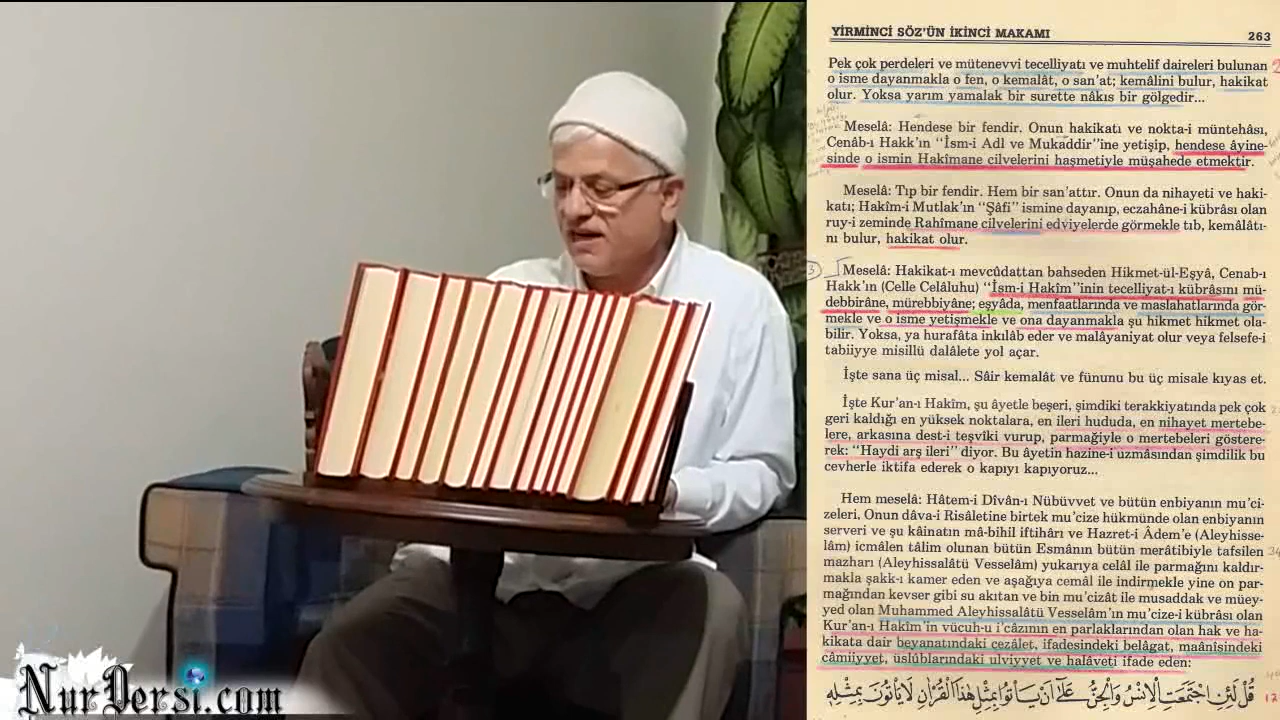 YİRMİNCİ SÖZ'ÜN İKİNCİ MAKAMI 263
Pek çok perdeleri ve mütenevvi tecelliyatı ve muhtelif daireleri bulunan
o isme dayanmakla o fen, o kemalât, o san'at; kemâlini bulur, hakikat
olur. Yoksa yarım yamalak bir surette nâkıs bir gölgedir...
Meselâ: Hendese bir fendir. Onun hakikatı ve nokta-i müntehâsı,
Cenâb-ı Hakk'ın "İsm-i Adl ve Mukaddir"ine yetişip, hendese âyine-
sinde o ismin Hakîmane cilvelerini haşmetiyle müşahede etmektir.
Meselâ: Tıp bir fendir. Hem bir san'attır. Onun da nihayeti ve haki-
katı; Hakîm-i Mutlak'ın "Şâfi" ismine dayanıp, eczahâne-i kübrâsı olan
ruy-i zeminde Rahîmane cilvelerini edviyelerde görmekle tıb, kemâlâtı-
nı bulur, hakikat olur.
3 Meselâ: Hakikat-ı mevcûdattan bahseden Hikmet-ül-Eşyâ, Cenab-ı
Hakk'ın (Celle Celâluhu) "İsm-i Hakîm"inin tecelliyat-ı kübrâsını mü-
debbirâne, mürebbiyâne; eşyâda, menfaatlarında ve maslahatlarında gör-
mekle ve o isme yetişmekle ve ona dayanmakla şu hikmet hikmet ola-
bilir. Yoksa, ya hurafâta inkılâb eder ve malâyaniyat olur veya felsefe-i
tabiiyye misillü dalâlete yol açar.
İşte sana üç misal... Sâir kemalât ve fünunu bu üç misale kıyas et.
İşte Kur'an-ı Hakîm, şu âyetle beşeri, şimdiki terakkiyatında pek çok
geri kaldığı en yüksek noktalara, en ileri hududa, en nihayet mertebe-
lere, arkasına dest-i teşvîki vurup, parmağiyle o mertebeleri göstere-
rek: "Haydi arş ileri" diyor. Bu âyetin hazine-i uzmâsından şimdilik bu
cevherle iktifa ederek o kapıyı kapıyoruz...
Hem meselâ: Hâtem-i Dîvân-ı Nübüvvet ve bütün enbiyanın mu'ci-
zeleri. Onun dâva-i Risâletine birtek mu'cize hükmünde olan enbiyanın
serveri ve şu kâinatın mâ-bihil iftihârı ve Hazret-i Âdem'e (Aleyhisse-
lâm) icmâlen tâlim olunan bütün Esmânın bütün merâtibiyle tafsilen
mazharı (Aleyhissalâtü Vesselâm) yukarıya celâl ile parmağını kaldır-
makla şakk-ı kamer eden ve aşağıya cemâl ile indirmekle yine on par-
mağından kevser gibi su akıtan ve bin mu'cizât ile musaddak ve müey-
yed olan Muhammed Aleyhissalâtü Vesselâm'ın mu'cize-i kübrâsı olan
Kur'an-ı Hakîm'in vücuh-u i'câzının en parlaklarından olan hak ve ha-
kikata dair beyanatındaki cezâlet, ifadesindeki belâgat, maânîsindeki
câmiiyyet, üslûblarındaki ulviyyet ve halâveti ifade eden:
قُلْ لَئِنِ اجْتَمَعَتِ الْاِنْسُ وَالْجِنُّ عَلٰٓى اَنْ يَاْتُوا بِمِثْلِ هٰذَا الْقُرْاٰنِ لَا يَاْتُونَ بِمِثْلِهِ
NurDersi.com